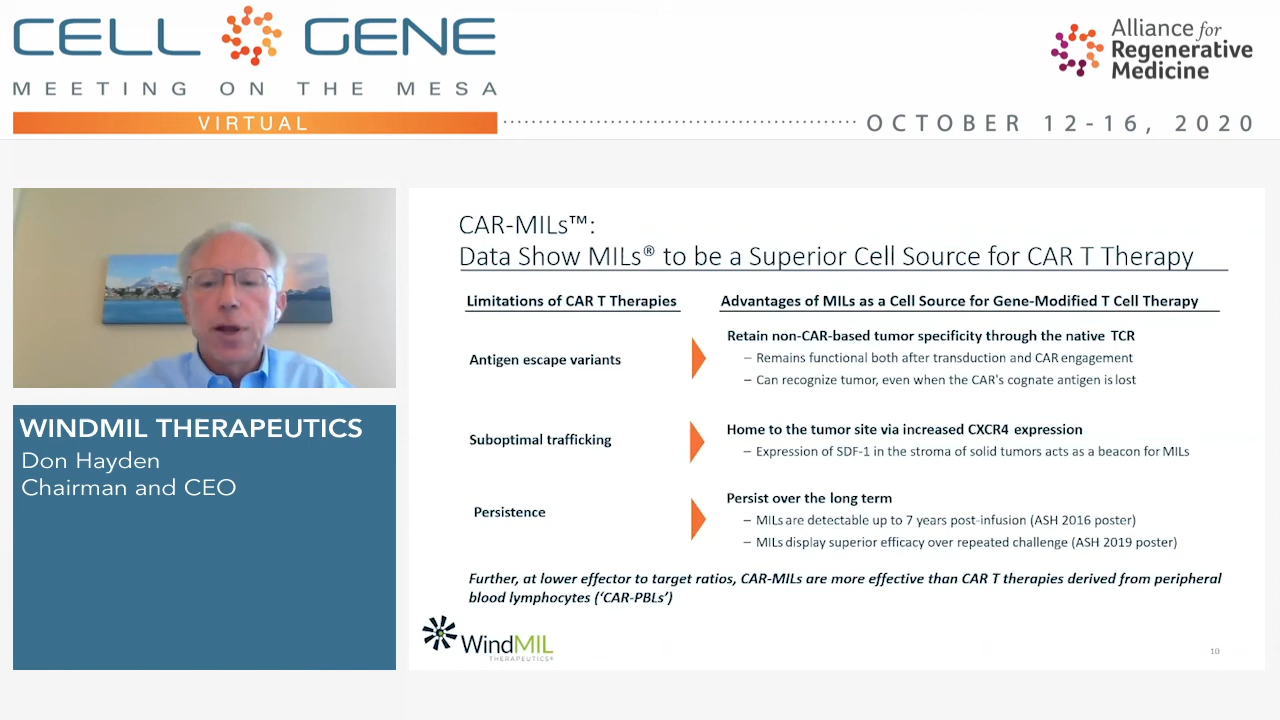 CELL GENE
MEETING ON THE MESA
VIRTUAL
Alliance for
Regenerative
Medicine
OCTOBER 12-16, 2020
WINDMIL THERAPEUTICS
Don Hayden
Chairman and CEO
CAR-MILs™:
Data Show MILs® to be a Superior Cell Source for CAR T Therapy
Limitations of CAR T Therapies
Advantages of MILs as a Cell Source for Gene-Modified T Cell Therapy
Antigen escape variants
Retain non-CAR-based tumor specificity through the native TCR
– Remains functional both after transduction and CAR engagement
– Can recognize tumor, even when the CAR's cognate antigen is lost
Suboptimal trafficking
Home to the tumor site via increased CXCR4 expression
– Expression of SDF-1 in the stroma of solid tumors acts as a beacon for MILs
Persistence
Persist over the long term
– MILs are detectable up to 7 years post-infusion (ASH 2016 poster)
– MILs display superior efficacy over repeated challenge (ASH 2019 poster)
Further, at lower effector to target ratios, CAR-MILs are more effective than CAR T therapies derived from peripheral
blood lymphocytes ('CAR-PBLs')
WindMIL
THERAPEUTICS®
10